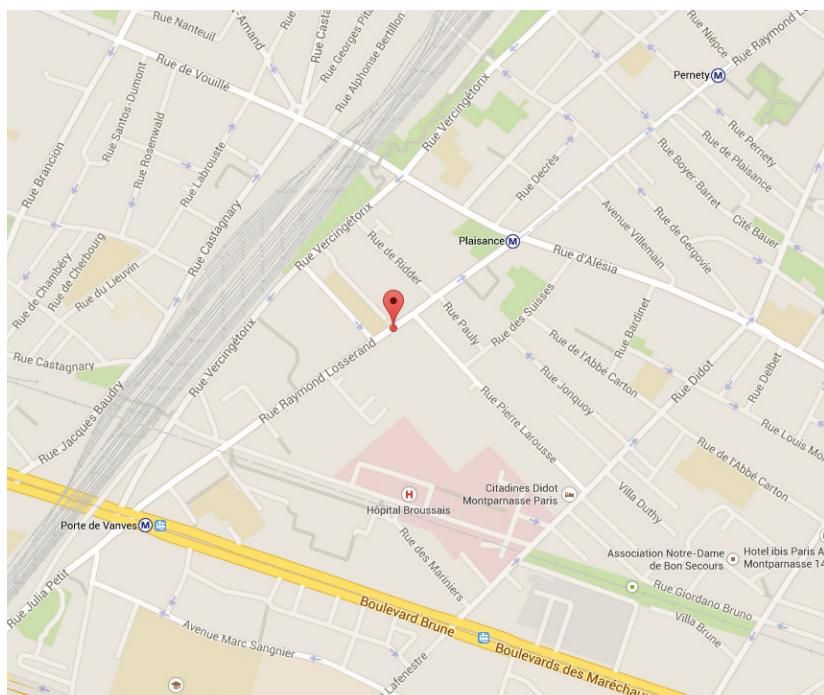 Rue Nanteuil
Rue Georges Pit
Rue Alphonse Bertillon
Rue de Vouillé
Rue Santos-Dumont
Rue Rosenwald
Rue Labrouste
Rue Brancion
Rue Castagnary
Rue Vercingétorix
Rue Niépce
Rue Raymond L
Pernety
M
Rue Pernety
Rue de Plaisance
Rue Boyer-Barret
Cité Bauer
Rue Decrès
Avenue Villemain
Rue de Gergovie
Plaisance
M
Rue d'Alésia
Rue Vercingétorix
Rue de Ridder
Rue de Chambéry
Rue de Cherbourg
Rue du Lieuvin
Rue Pauly
Rue des Suisses
Rue Bardinet
Rue Didot
Rue Delbet
Rue Castagnary
Rue Vercingétorix
Rue Raymond Losserand
Rue Jacques Baudry
Rue de l'Abbé Carton
Rue Jonquoy
Rue Pierre Larousse
Rue Louis Mo
Rue de l'Abbé Carton
H
Hôpital Broussais
Citadines Didot
Montparnasse Paris
Villa Duthy
Porte de Vanves
M
Rue des Mariniers
Association Notre-Dame
de Bon Secours
Hotel ibis Paris A
Montparnasse 14
Rue Giordano Bruno
Villa Brune
Rue Julia Petit
Boulevard Brune
Boulevards des Maréchau
Avenue Marc Sangnier
Lafenestre